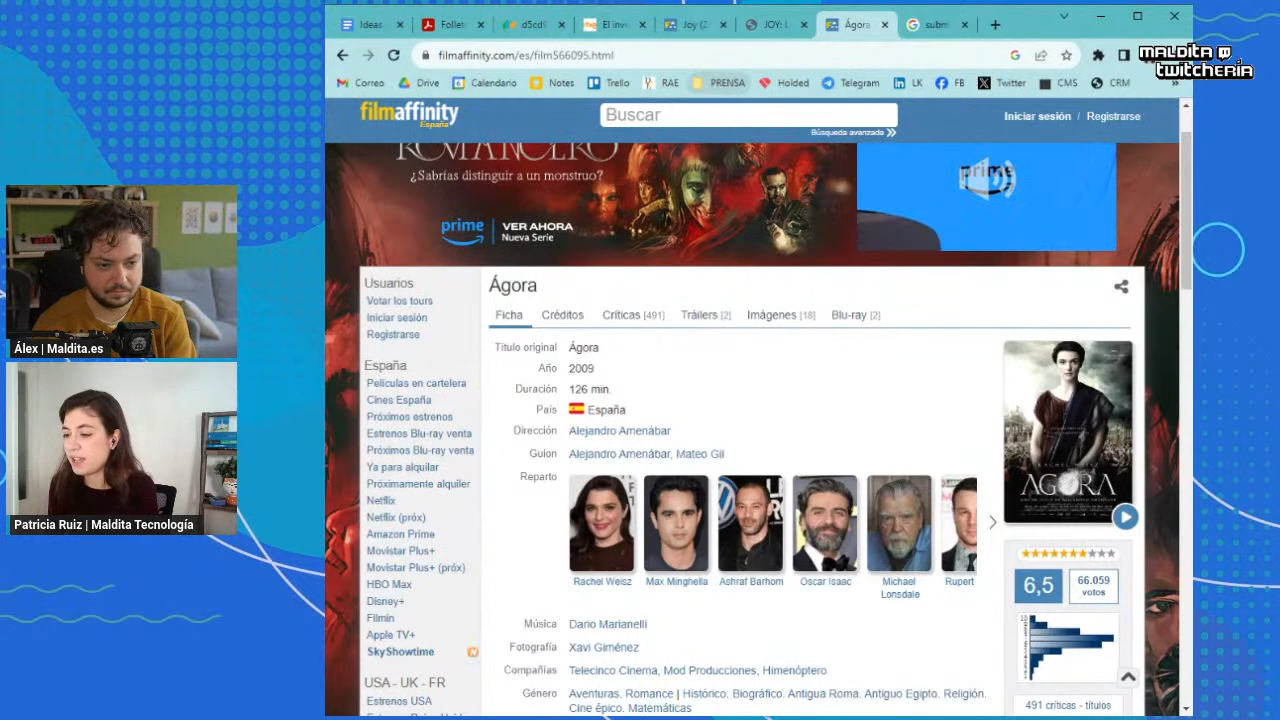 Ideas
Follet
d5cd
El inve
Joy (2
JOY: L
Ágora
subm
filmaffinity.com/es/film566095.html
MALDITA
TWITCHERÍA
Correo
Drive
Calendario
Notes
Trello
RAE
PRENSA
Holded
Telegram
LK
FB
Twitter
CMS
CRM
filmaffinity
España
Buscar
Búsqueda avanzada
Iniciar sesión / Registrarse
ROMANCERO
¿Sabrías distinguir a un monstruo?
prime
VER AHORA
Nueva Serie
prime
Usuarios
Votar los tours
Iniciar sesión
Registrarse
España
Películas en cartelera
Cines España
Próximos estrenos
Estrenos Blu-ray venta
Próximos Blu-ray venta
Ya para alquilar
Próximamente alquiler
Netflix
Netflix (próx)
Amazon Prime
Movistar Plus+
Movistar Plus+ (próx)
HBO Max
Disney+
Filmin
Apple TV+
SkyShowtime
USA - UK - FR
Estrenos USA
Ágora
Ficha
Créditos
Críticas [491]
Tráilers [2]
Imágenes [18]
Blu-ray [2]
Título original
Ágora
Año
2009
Duración
126 min.
País
España
Dirección
Alejandro Amenábar
Guion
Alejandro Amenábar, Mateo Gil
Reparto
Rachel Weisz
Max Minghella
Ashraf Barhom
Oscar Isaac
Michael
Lonsdale
Rupert
Música
Dario Marianelli
Fotografía
Xavi Giménez
Compañías
Telecinco Cinema, Mod Producciones, Himenóptero
Género
Aventuras. Romance | Histórico. Biográfico. Antigua Roma. Antiguo Egipto. Religión.
Cine épico. Matemáticas
RACHEL WEISZ
AGORA
6,5
66.059
votos
491 críticas - títulos
Álex | Maldita.es
Patricia Ruiz | Maldita Tecnología